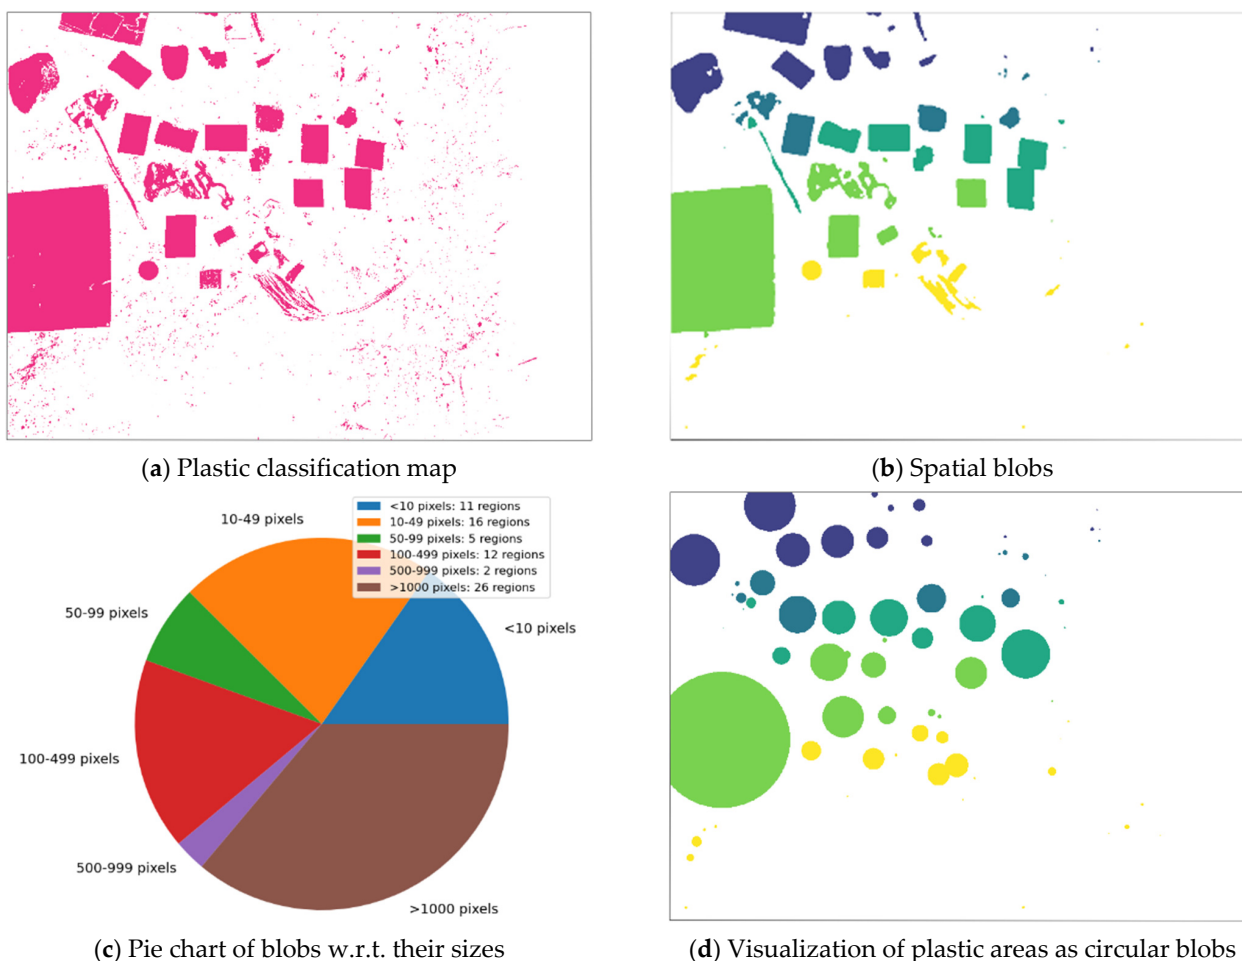 (a) Plastic classification map
(b) Spatial blobs
<10 pixels: 11 regions
10-49 pixels: 16 regions
50-99 pixels: 5 regions
100-499 pixels: 12 regions
500-999 pixels: 2 regions
>1000 pixels: 26 regions
10-49 pixels
50-99 pixels
<10 pixels
100-499 pixels
500-999 pixels
>1000 pixels
(c) Pie chart of blobs w.r.t. their sizes
(d) Visualization of plastic areas as circular blobs